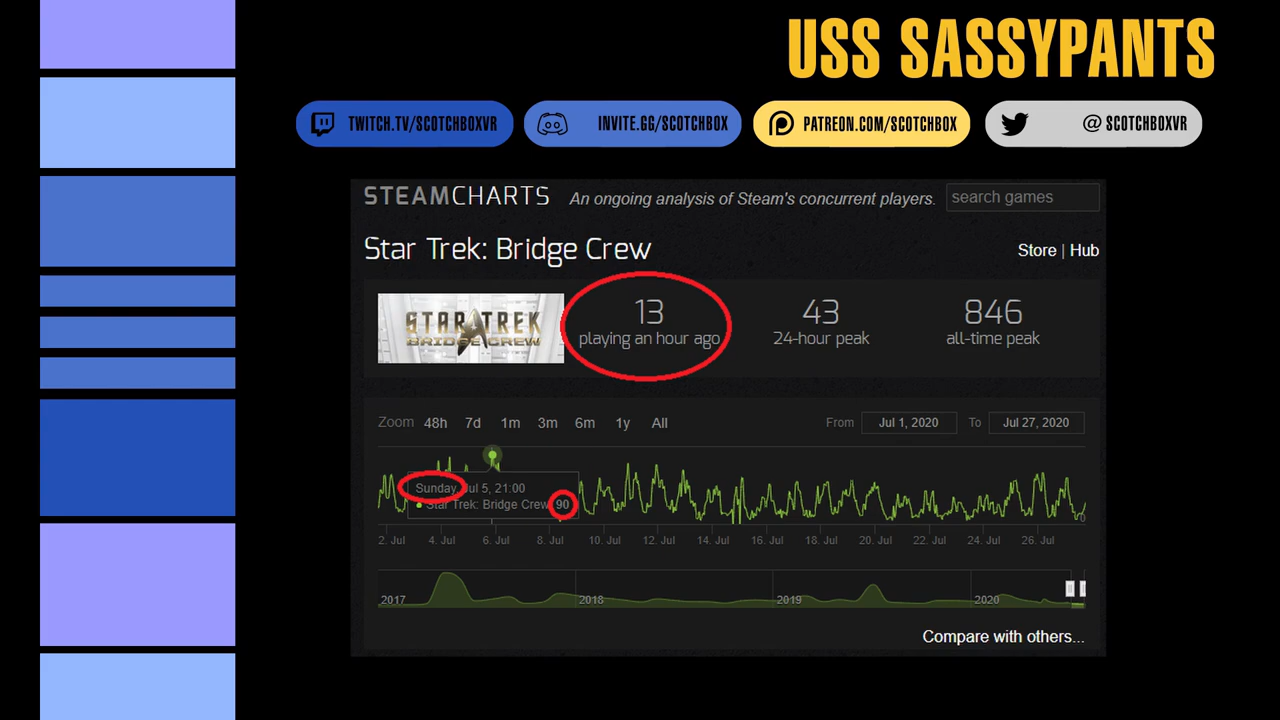 USS SASSYPANTS
TWITCH.TV/SCOTCHBOXVR
INVITE.GG/SCOTCHBOX
PATREON.COM/SCOTCHBOX
@ SCOTCHBOXVR
STEAMCHARTS
An ongoing analysis of Steam's concurrent players.
search games
Star Trek: Bridge Crew
Store | Hub
STAR TREK
BRIDGE CREW
13
playing an hour ago
43
24-hour peak
846
all-time peak
Zoom 48h 7d 1m 3m 6m 1y All
From Jul 1, 2020 To Jul 27, 2020
Sunday, Jul 5, 21:00
Star Trek: Bridge Crew 90
0
2. Jul 4. Jul 6. Jul 8. Jul 10. Jul 12. Jul 14. Jul 16. Jul 18. Jul 20. Jul 22. Jul 24. Jul 26. Jul
2017 2018 2019 2020
Compare with others...